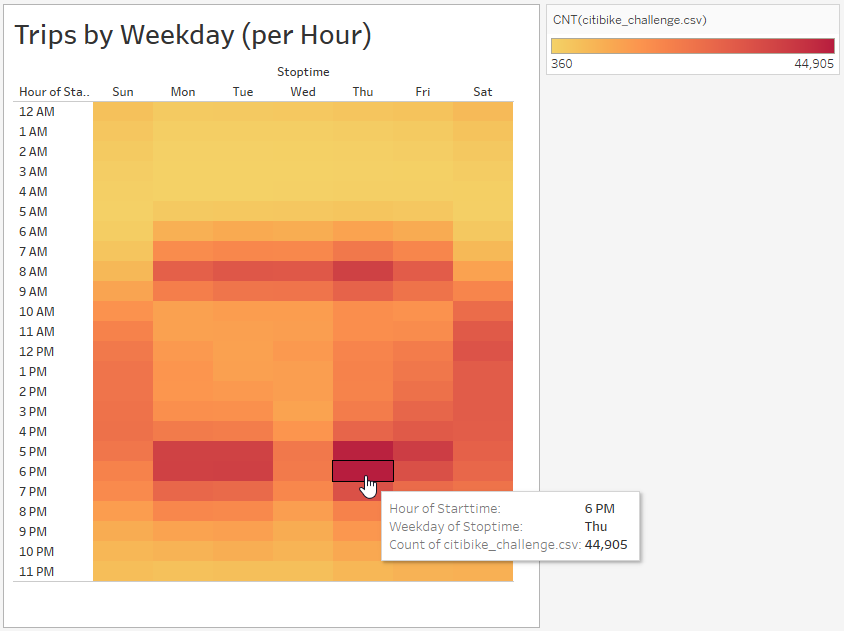 Trips by Weekday (per Hour)
CNT(citibike_challenge.csv)
360 44,905
Stoptime
Hour of Sta.. Sun Mon Tue Wed Thu Fri Sat
12 AM
1 AM
2 AM
3 AM
4 AM
5 AM
6 AM
7 AM
8 AM
9 AM
10 AM
11 AM
12 PM
1 PM
2 PM
3 PM
4 PM
5 PM
6 PM
7 PM
8 PM
9 PM
10 PM
11 PM
Hour of Starttime: 6 PM
Weekday of Stoptime: Thu
Count of citibike_challenge.csv: 44,905